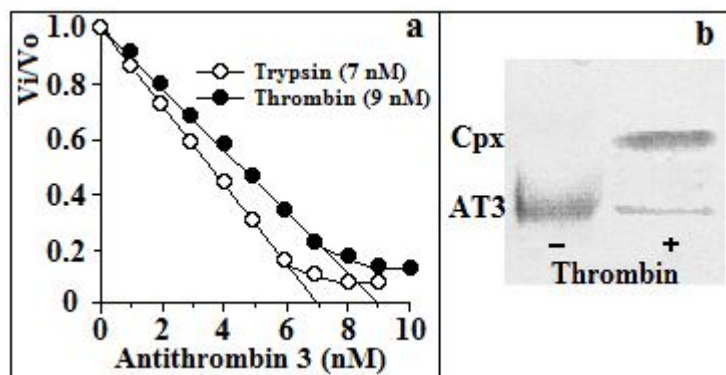 a
1.0
0.8
0.6
0.4
0.2
0
Vi/Vo
Trypsin (7 nM)
Thrombin (9 nM)
0 2 4 6 8 10
Antithrombin 3 (nM)
b
Cpx
AT3
– +
Thrombin